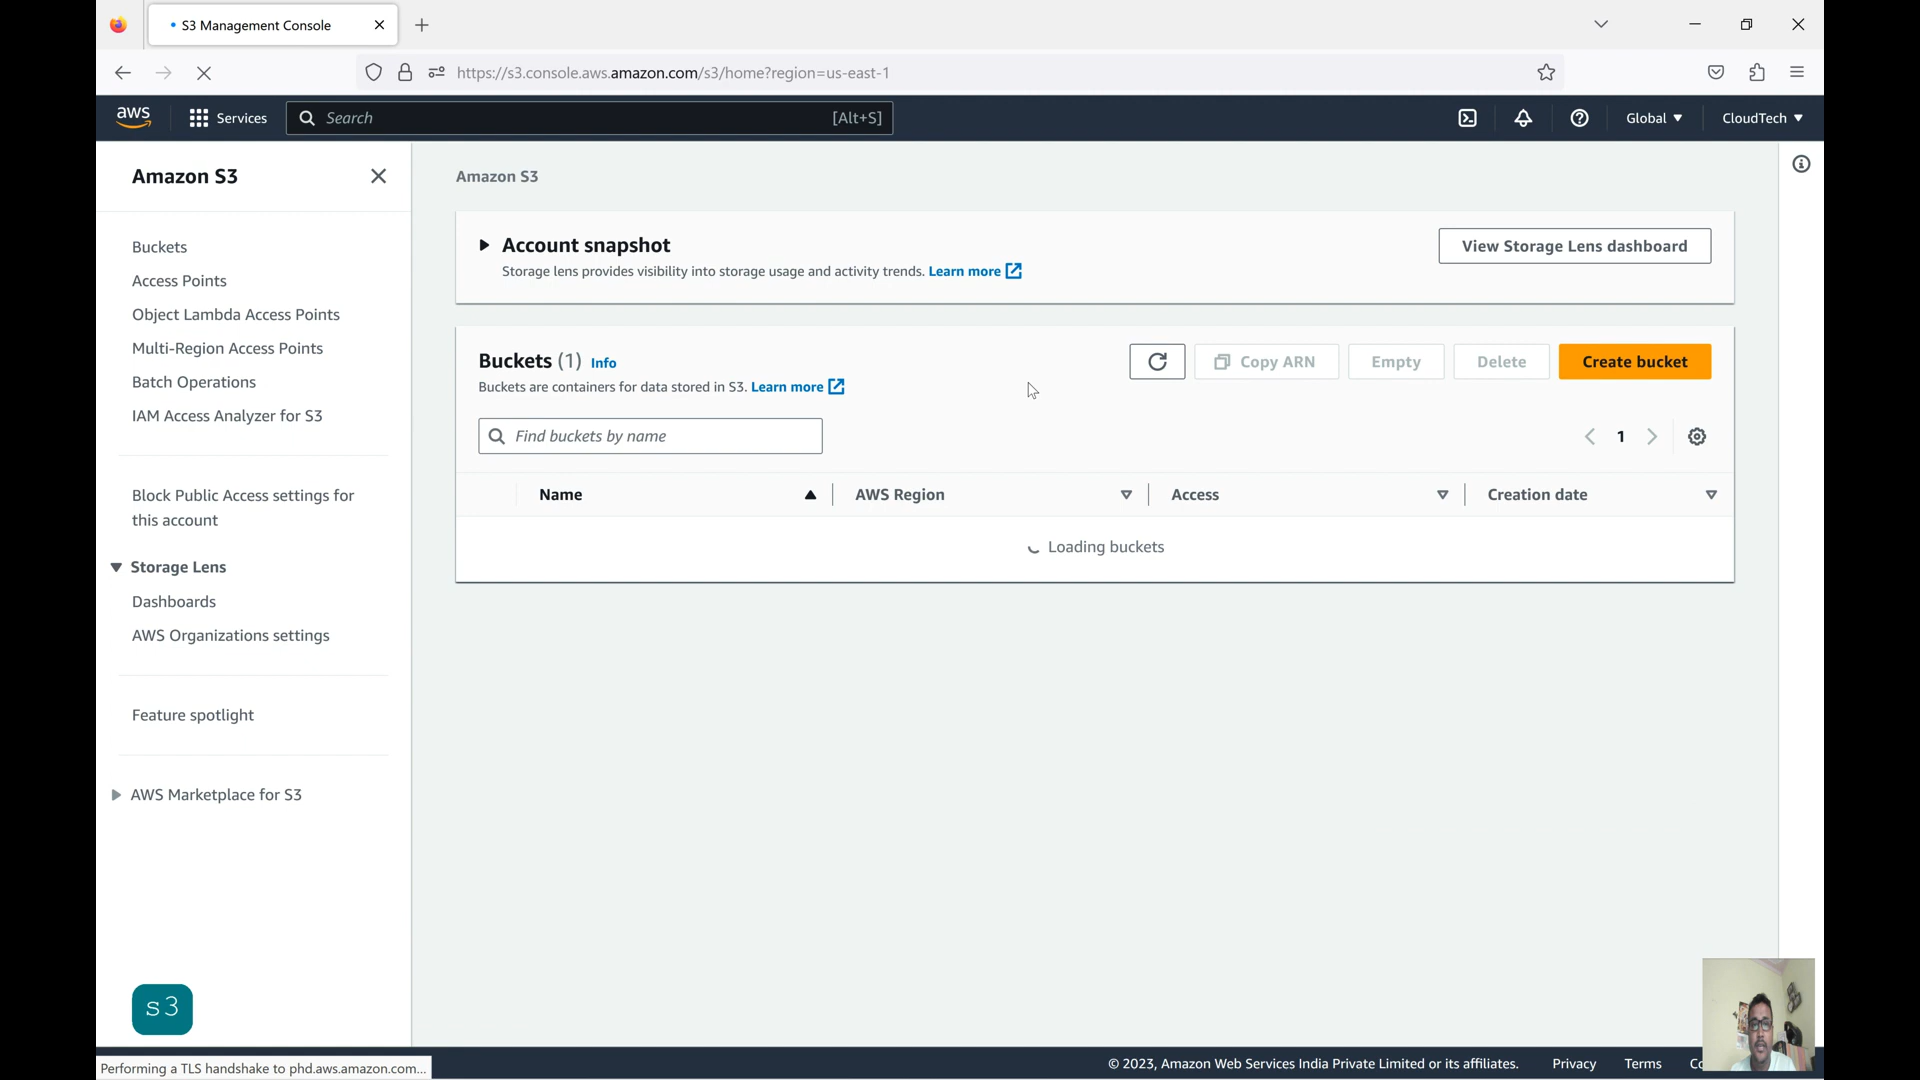 S3 Management Console
https://s3.console.aws.amazon.com/s3/home?region=us-east-1
aws
Services
Search
[Alt+S]
Global
CloudTech
Amazon S3
Buckets
Access Points
Object Lambda Access Points
Multi-Region Access Points
Batch Operations
IAM Access Analyzer for S3
Block Public Access settings for
this account
Storage Lens
Dashboards
AWS Organizations settings
Feature spotlight
AWS Marketplace for S3
s3
Amazon S3
Account snapshot
Storage lens provides visibility into storage usage and activity trends. Learn more
View Storage Lens dashboard
Buckets (1) Info
Buckets are containers for data stored in S3. Learn more
Copy ARN
Empty
Delete
Create bucket
Find buckets by name
1
Name
AWS Region
Access
Creation date
Loading buckets
Performing a TLS handshake to phd.aws.amazon.com...
© 2023, Amazon Web Services India Private Limited or its affiliates.
Privacy
Terms